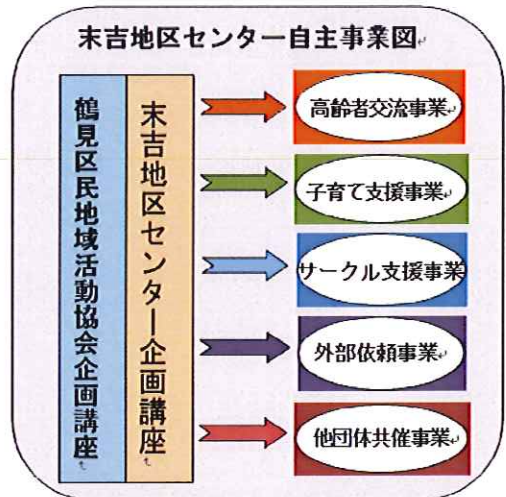 末吉地区センター自主事業図
鶴見区民地域活動協会企画講座
末吉地区センター企画講座
高齢者交流事業
子育て支援事業
サークル支援事業
外部依頼事業
他団体共催事業